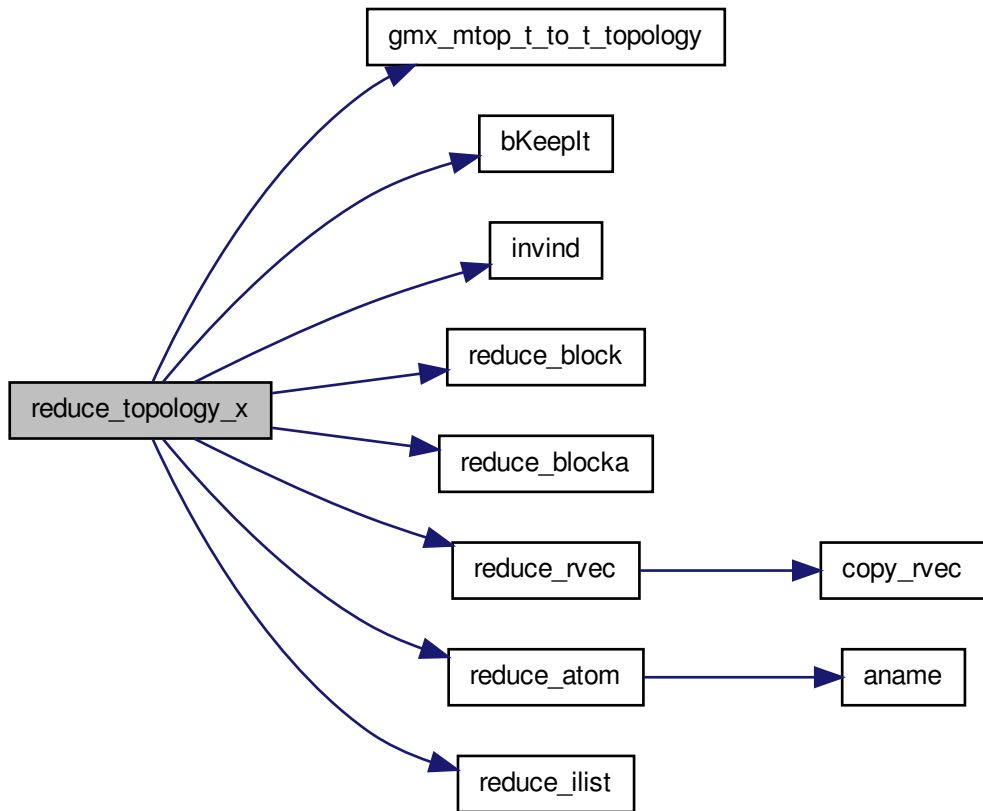 gmx_mtop_t_to_t_topology
bKeepIt
invind
reduce_block
reduce_topology_x
reduce_blocka
reduce_rvec
copy_rvec
reduce_atom
aname
reduce_ilist